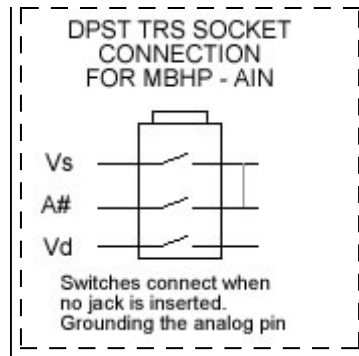 DPST TRS SOCKET
CONNECTION
FOR MBHP - AIN
Vs
A#
Vd
Switches connect when
no jack is inserted.
Grounding the analog pin